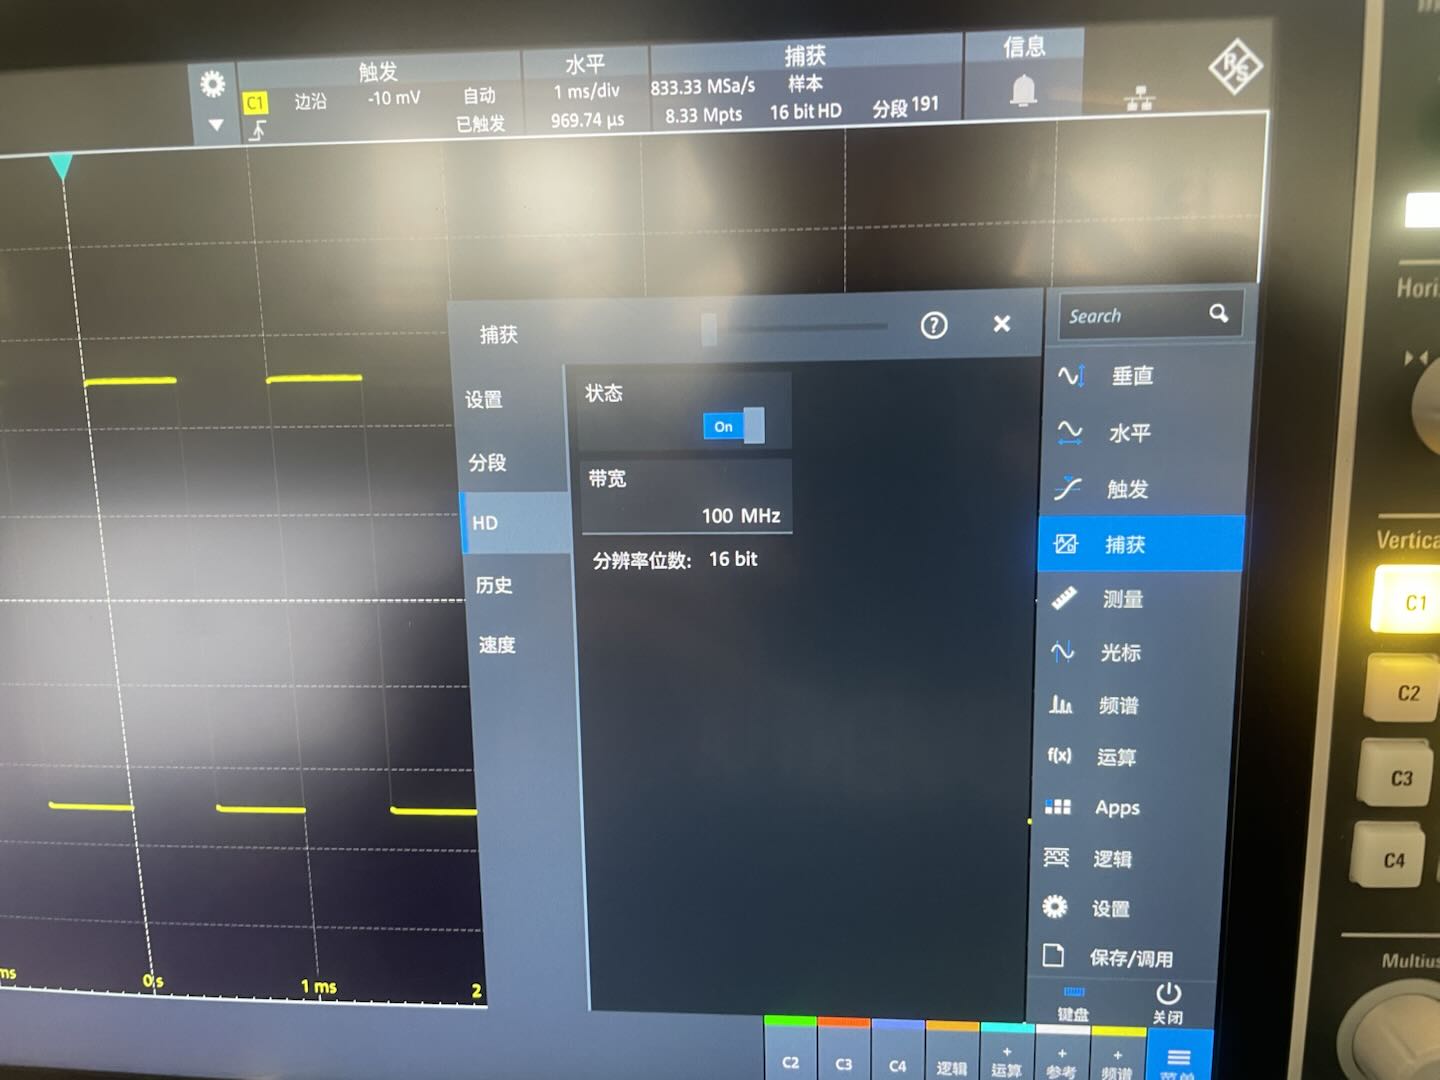 触发
水平
捕获
信息
C1
边沿
-10 mV
自动
已触发
1 ms/div
969.74 µs
833.33 MSa/s
8.33 Mpts
样本
16 bit HD
分段 191
R&S
捕获
?
设置
分段
HD
历史
速度
状态
On
带宽
100 MHz
分辨率位数: 16 bit
Search
垂直
水平
触发
捕获
测量
光标
频谱
f(x) 运算
Apps
逻辑
设置
保存/调用
键盘
关闭
ms
0 s
1 ms
2
C2
C3
C4
逻辑
+
运算
+
参考
+
频谱
菜单
Hori
Vertica
C1
C2
C3
C4
Multius